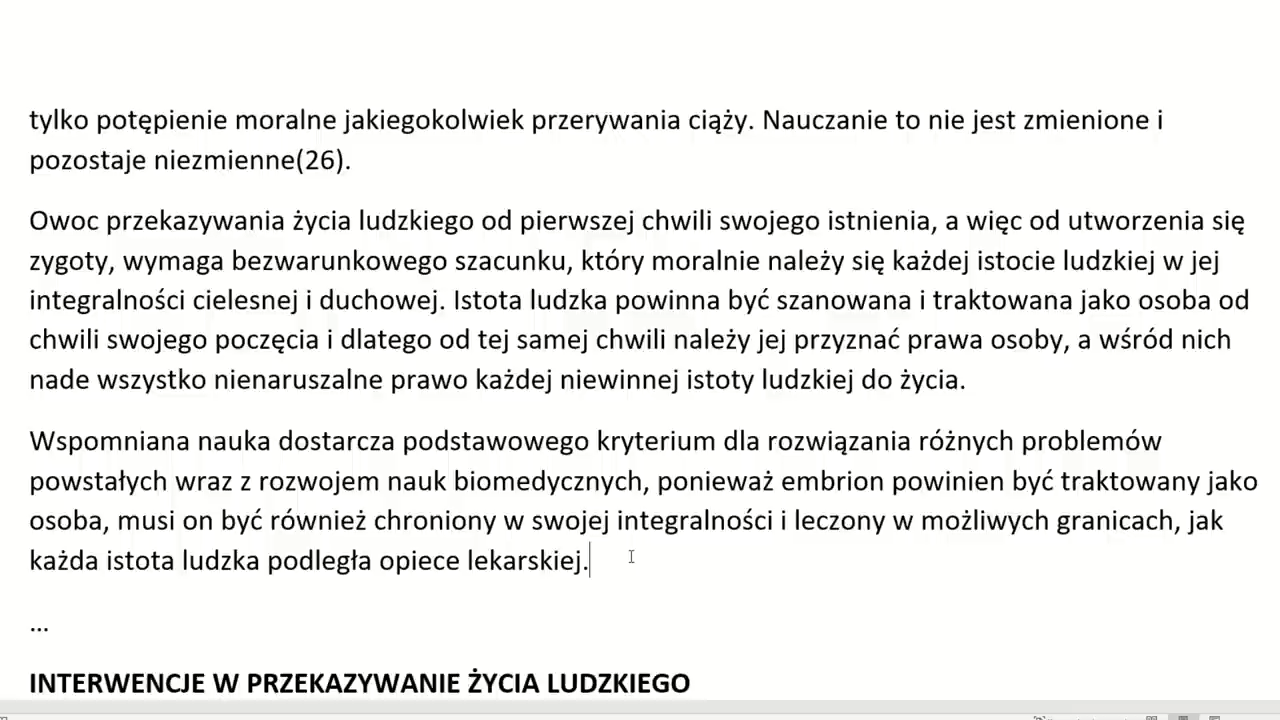 tylko potępienie moralne jakiegokolwiek przerywania ciąży. Nauczanie to nie jest zmienione i
pozostaje niezmienne(26).
Owoc przekazywania życia ludzkiego od pierwszej chwili swojego istnienia, a więc od utworzenia się
zygoty, wymaga bezwarunkowego szacunku, który moralnie należy się każdej istocie ludzkiej w jej
integralności cielesnej i duchowej. Istota ludzka powinna być szanowana i traktowana jako osoba od
chwili swojego poczęcia i dlatego od tej samej chwili należy jej przyznać prawa osoby, a wśród nich
nade wszystko nienaruszalne prawo każdej niewinnej istoty ludzkiej do życia.
Wspomniana nauka dostarcza podstawowego kryterium dla rozwiązania różnych problemów
powstałych wraz z rozwojem nauk biomedycznych, ponieważ embrion powinien być traktowany jako
osoba, musi on być również chroniony w swojej integralności i leczony w możliwych granicach, jak
każda istota ludzka podległa opiece lekarskiej.
...
INTERWENCJE W PRZEKAZYWANIE ŻYCIA LUDZKIEGO